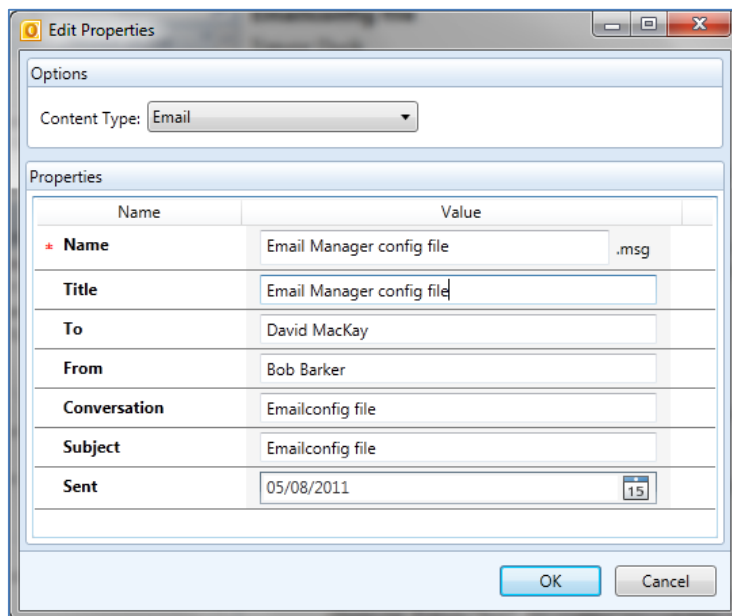 Edit Properties
Options
Content Type: Email
Properties
Name Value
* Name Email Manager config file .msg
Title Email Manager config file
To David MacKay
From Bob Barker
Conversation Emailconfig file
Subject Emailconfig file
Sent 05/08/2011 15
OK Cancel